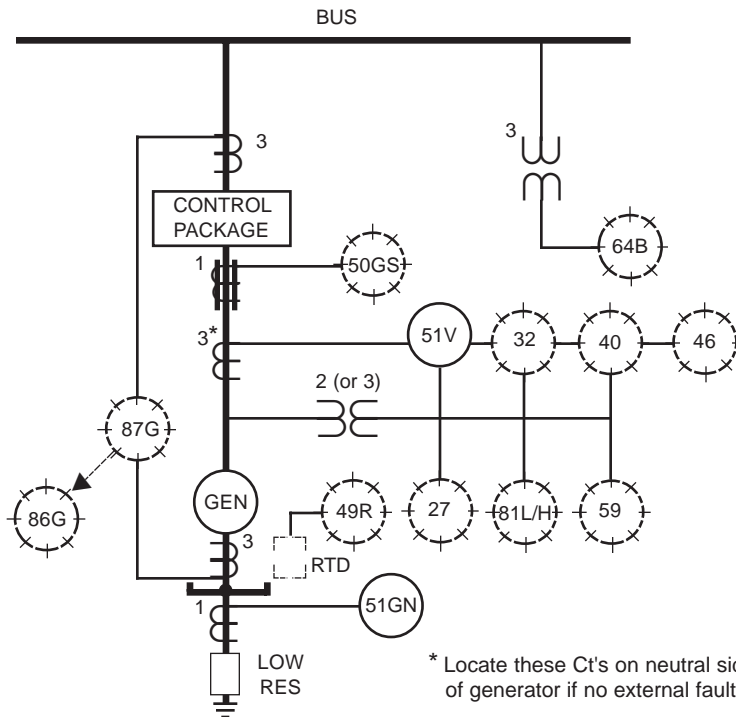 BUS
3
3
CONTROL
PACKAGE
64B
1
50GS
3*
51V
32
40
46
2 (or 3)
87G
86G
GEN
49R
27
81L/H
59
3
RTD
1
51GN
LOW
RES
* Locate these Ct's on neutral sid
of generator if no external fault